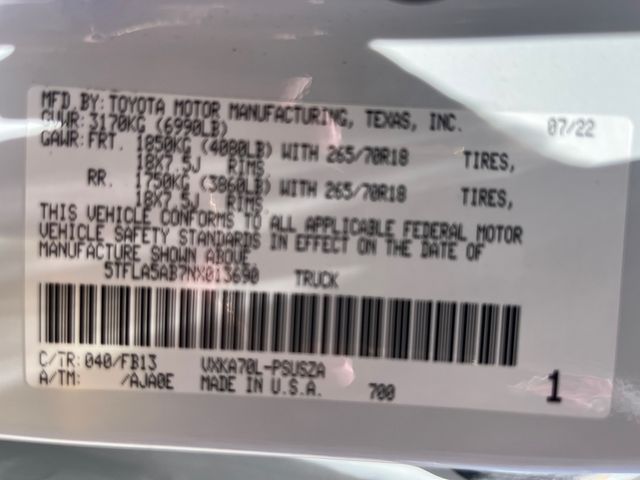 MFD. BY: TOYOTA MOTOR MANUFACTURING, TEXAS, INC. 07/22
GVWR: 3170KG (6990LB)
GAWR: FRT. 1850KG (4080LB) WITH 265/70R18 TIRES,
18X7.5J RIMS
RR. 1750KG (3860LB) WITH 265/70R18 TIRES,
18X7.5J RIMS
THIS VEHICLE CONFORMS TO ALL APPLICABLE FEDERAL MOTOR
VEHICLE SAFETY STANDARDS IN EFFECT ON THE DATE OF
MANUFACTURE SHOWN ABOVE
5TFLA5AB7NX013690 TRUCK
C/TR: 040/FB13 VXKA70L-PSUSZA
A/TM: /AJA0E MADE IN U.S.A. 700 1